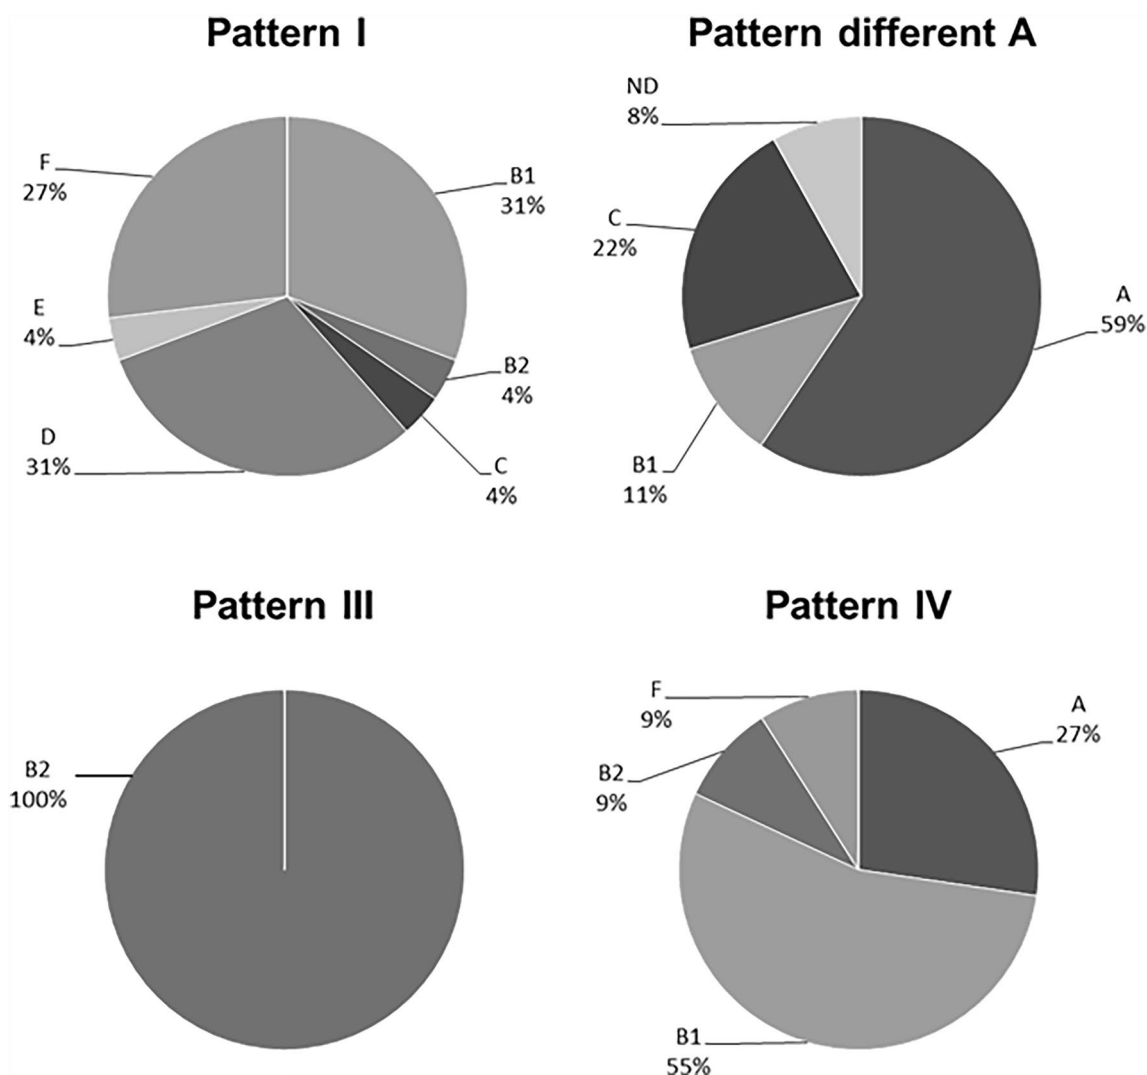 Pattern I
F
27%
B1
31%
E
4%
B2
4%
D
31%
C
4%
Pattern different A
ND
8%
C
22%
A
59%
B1
11%
Pattern III
B2
100%
Pattern IV
F
9%
A
27%
B2
9%
B1
55%